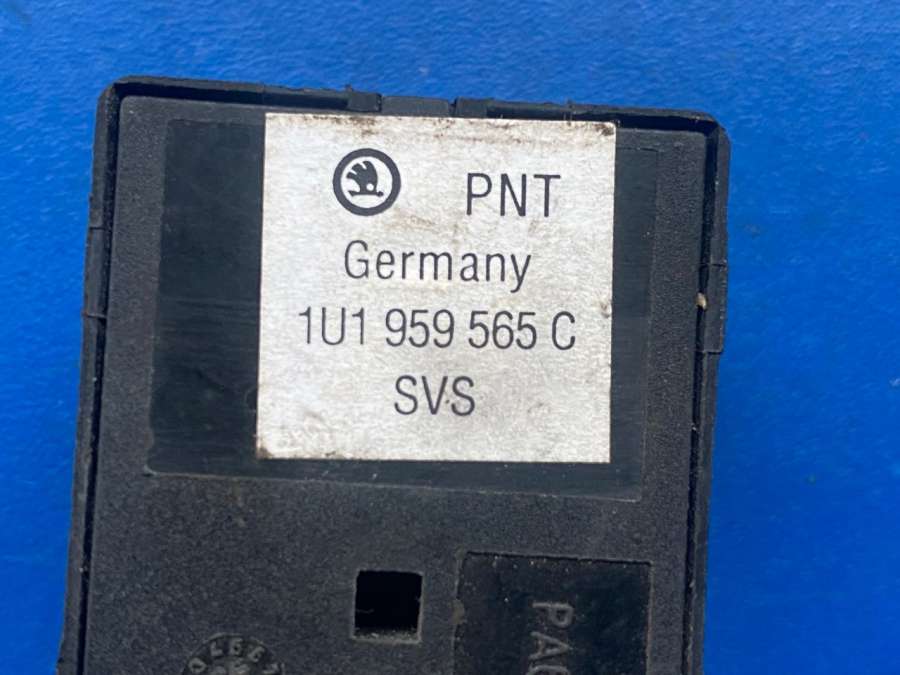 PNT
Germany
1U1 959 565 C
SVS